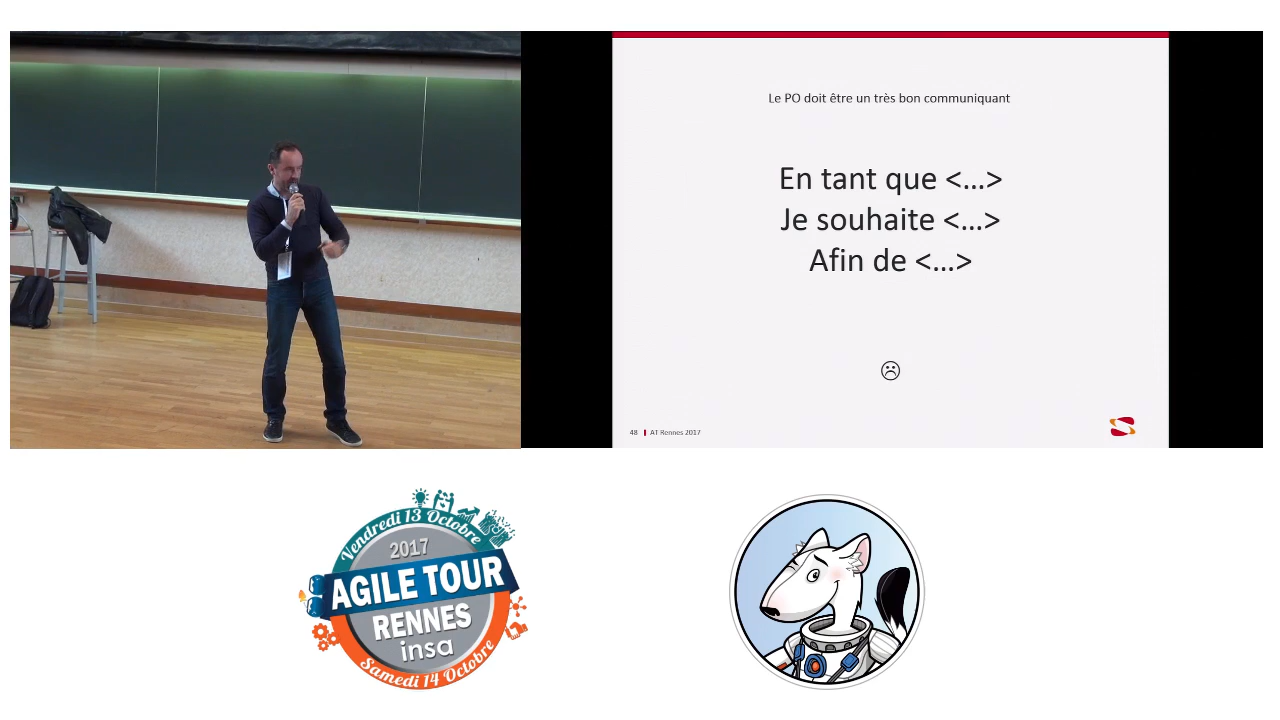 Le PO doit être un très bon communiquant
En tant que <...>
Je souhaite <...>
Afin de <...>
48 AT Rennes 2017
Vendredi 13 Octobre
2017
AGILE TOUR
RENNES
insa
Samedi 14 Octobre